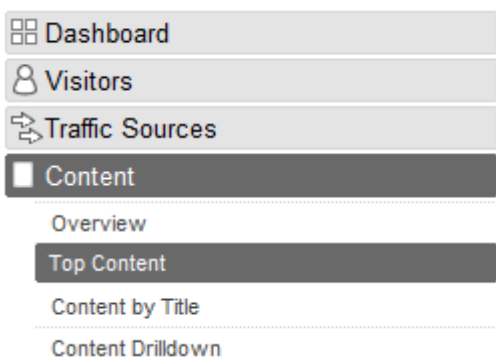 Dashboard
Visitors
Traffic Sources
Content
Overview
Top Content
Content by Title
Content Drilldown